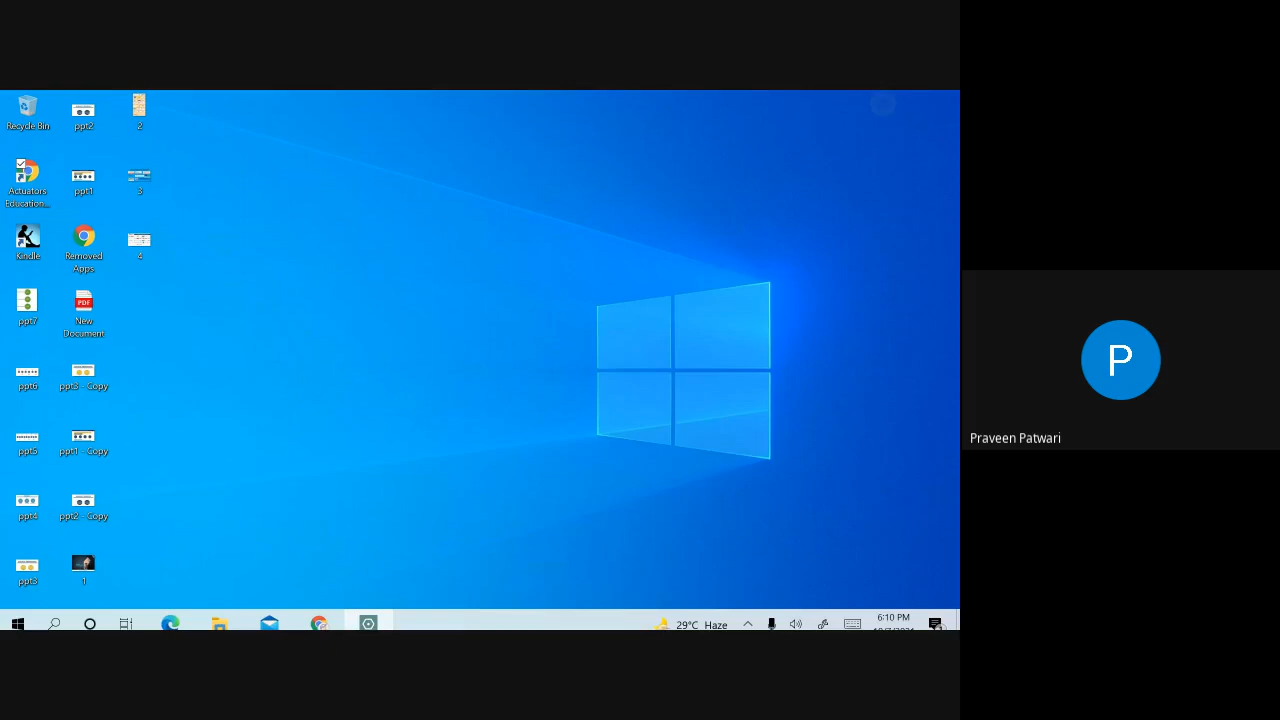 Recycle Bin
ppt2
2
Actuators
Education...
ppt1
3
Kindle
Removed
Apps
4
ppt7
New
Document
ppt6
ppt3 - Copy
ppt5
ppt1 - Copy
ppt4
ppt2 - Copy
ppt3
1
PDF
29°C Haze
6:10 PM
P
Praveen Patwari